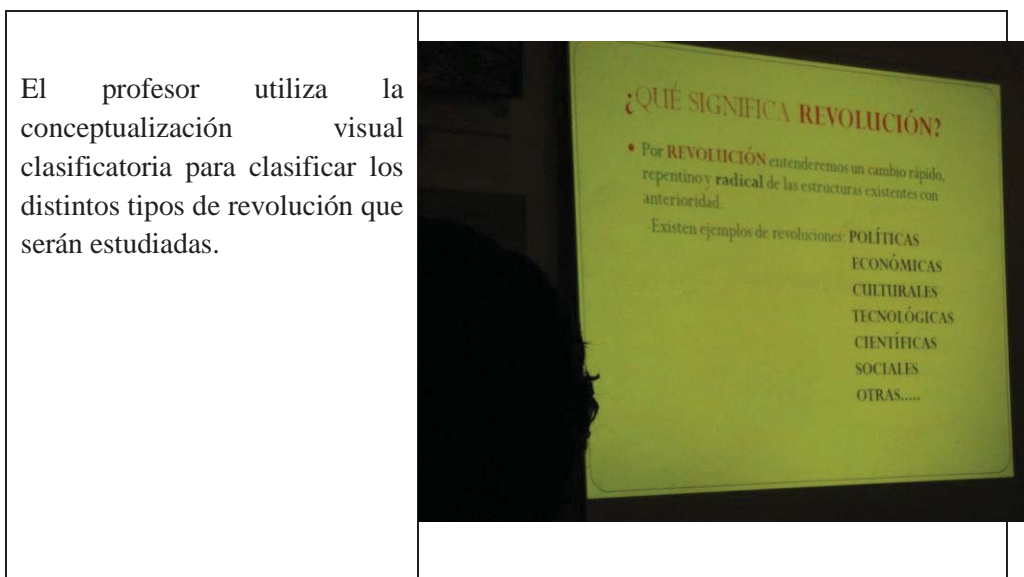 El profesor utiliza la
conceptualización visual
clasificatoria para clasificar los
distintos tipos de revolución que
serán estudiadas.
¿QUÉ SIGNIFICA REVOLUCIÓN?
• Por REVOLUCIÓN entenderemos un cambio rápido,
repentino y radical de las estructuras existentes con
anterioridad.
-Existen ejemplos de revoluciones: POLÍTICAS
ECONÓMICAS
CULTURALES
TECNOLÓGICAS
CIENTÍFICAS
SOCIALES
OTRAS.....